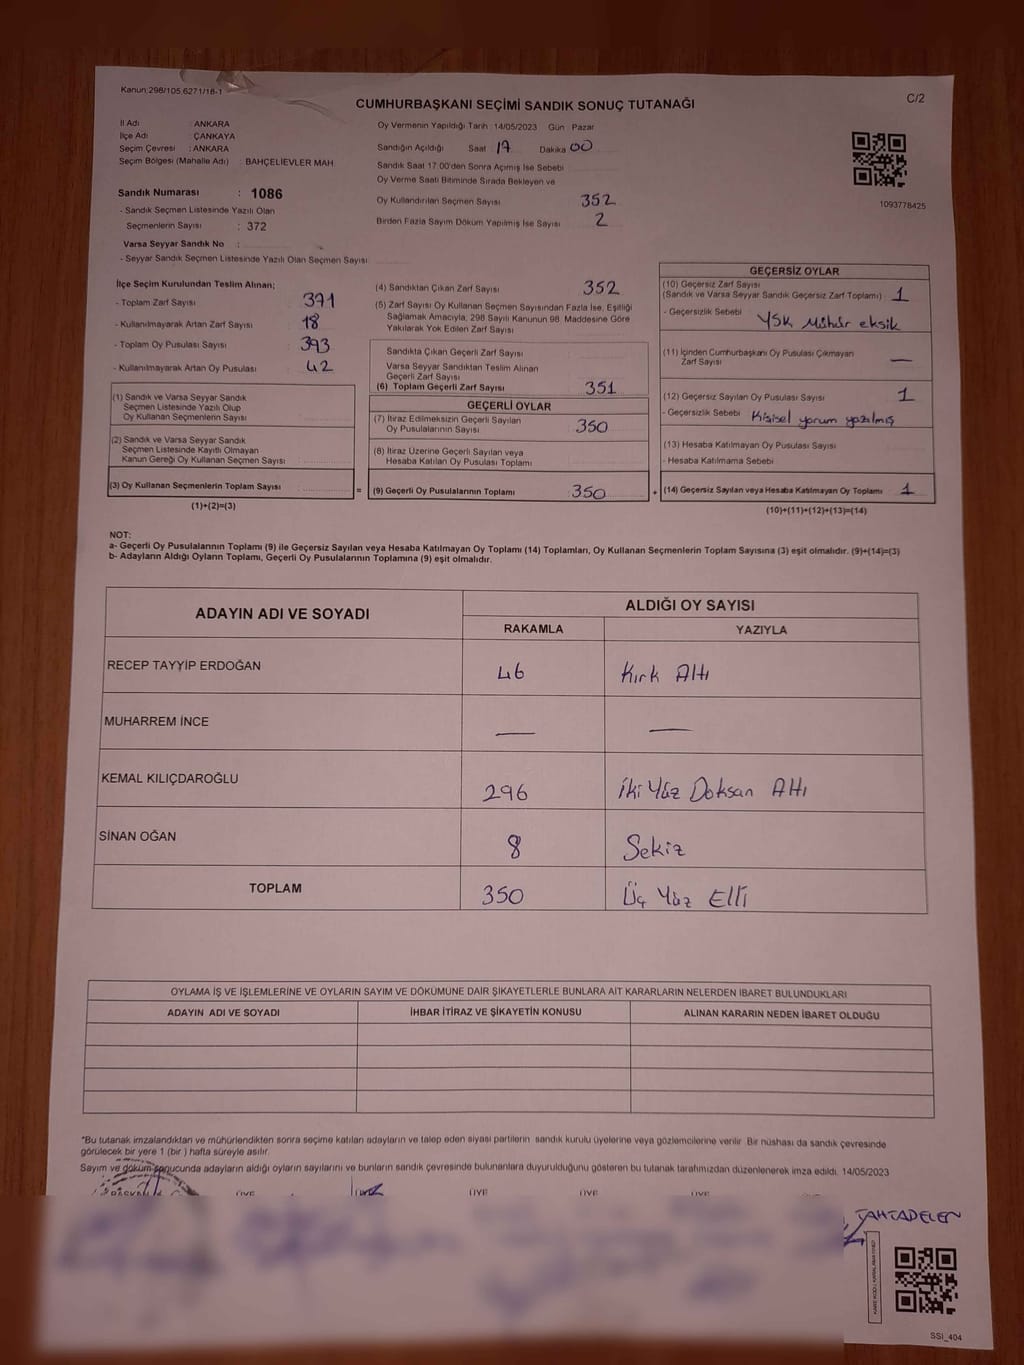 Kanun:298/105.6271/18-1
CUMHURBAŞKANI SEÇİMİ SANDIK SONUÇ TUTANAĞI
C/2
İl Adı : ANKARA
İlçe Adı : ÇANKAYA
Seçim Çevresi : ANKARA
Seçim Bölgesi (Mahalle Adı) : BAHÇELİEVLER MAH
Sandık Numarası : 1086
- Sandık Seçmen Listesinde Yazılı Olan
Seçmenlerin Sayısı : 372
Varsa Seyyar Sandık No :
- Seyyar Sandık Seçmen Listesinde Yazılı Olan Seçmen Sayısı
Oy Vermenin Yapıldığı Tarih :14/05/2023 Gün : Pazar
Sandığın Açıldığı Saat 17 Dakika 00
Sandık Saat 17:00'den Sonra Açımış İse Sebebi
Oy Verme Saati Bitiminde Sırada Bekleyen ve
Oy Kullandırılan Seçmen Sayısı 352
Birden Fazla Sayım Döküm Yapılmış İse Sayısı 2
1093778425
İlçe Seçim Kurulundan Teslim Alınan;
- Toplam Zarf Sayısı 371
- Kullanılmayarak Artan Zarf Sayısı 18
- Toplam Oy Pusulası Sayısı 393
- Kullanılmayarak Artan Oy Pusulası 42
(1) Sandık ve Varsa Seyyar Sandık
Seçmen Listesinde Yazılı Olup
Oy Kullanan Seçmenlerin Sayısı
(2) Sandık ve Varsa Seyyar Sandık
Seçmen Listesinde Kayıtlı Olmayan
Kanun Gereği Oy Kullanan Seçmen Sayısı
(3) Oy Kullanan Seçmenlerin Toplam Sayısı
=
(1)+(2)=(3)
(4) Sandıktan Çıkan Zarf Sayısı 352
(5) Zarf Sayısı Oy Kullanan Seçmen Sayısından Fazla İse, Eşitliği
Sağlamak Amacıyla, 298 Sayılı Kanunun 98. Maddesine Göre
Yakılarak Yok Edilen Zarf Sayısı
Sandıkta Çıkan Geçerli Zarf Sayısı
Varsa Seyyar Sandıktan Teslim Alınan
Geçerli Zarf Sayısı
(6) Toplam Geçerli Zarf Sayısı 351
GEÇERLİ OYLAR
(7) İtiraz Edilmeksizin Geçerli Sayılan
Oy Pusulalarının Sayısı 350
(8) İtiraz Üzerine Geçerli Sayılan veya
Hesaba Katılan Oy Pusulası Toplamı
(9) Geçerli Oy Pusulalarının Toplamı 350
+
GEÇERSİZ OYLAR
(10) Geçersiz Zarf Sayısı
(Sandık ve Varsa Seyyar Sandık Geçersiz Zarf Toplamı) 1
- Geçersizlik Sebebi YSK Mühür eksik
(11) İçinden Cumhurbaşkanı Oy Pusulası Çıkmayan
Zarf Sayısı —
(12) Geçersiz Sayılan Oy Pusulası Sayısı 1
- Geçersizlik Sebebi Kişisel yorum yazılmış
(13) Hesaba Katılmayan Oy Pusulası Sayısı
- Hesaba Katılmama Sebebi
(14) Geçersiz Sayılan veya Hesaba Katılmayan Oy Toplamı 1
(10)+(11)+(12)+(13)=(14)
NOT:
a- Geçerli Oy Pusulalarının Toplamı (9) ile Geçersiz Sayılan veya Hesaba Katılmayan Oy Toplamı (14) Toplamları, Oy Kullanan Seçmenlerin Toplam Sayısına (3) eşit olmalıdır. (9)+(14)=(3)
b- Adayların Aldığı Oyların Toplamı, Geçerli Oy Pusulalarının Toplamına (9) eşit olmalıdır.
ADAYIN ADI VE SOYADI
ALDIĞI OY SAYISI
RAKAMLA YAZIYLA
RECEP TAYYİP ERDOĞAN 46 Kırk Altı
MUHARREM İNCE — —
KEMAL KILIÇDAROĞLU 296 İki Yüz Doksan Altı
SİNAN OĞAN 8 Sekiz
TOPLAM 350 Üç Yüz Elli
OYLAMA İŞ VE İŞLEMLERİNE VE OYLARIN SAYIM VE DÖKÜMÜNE DAİR ŞİKAYETLERLE BUNLARA AİT KARARLARIN NELERDEN İBARET BULUNDUKLARI
ADAYIN ADI VE SOYADI İHBAR İTİRAZ VE ŞİKAYETİN KONUSU ALINAN KARARIN NEDEN İBARET OLDUĞU
*Bu tutanak imzalandıktan ve mühürlendikten sonra seçime katılan adayların ve talep eden siyasi partilerin sandık kurulu üyelerine veya gözlemcilerine verilir. Bir nüshası da sandık çevresinde
görülecek bir yere 1 (bir ) hafta süreyle asılır.
Sayım ve döküm sonucunda adayların aldığı oyların sayılarını ve bunların sandık çevresinde bulunanlara duyurulduğunu gösteren bu tutanak tarafımızdan düzenlenerek imza edildi. 14/05/2023
BAŞKAN ÜYE ÜYE ÜYE ÜYE
TAHTADELEN
SSI_404